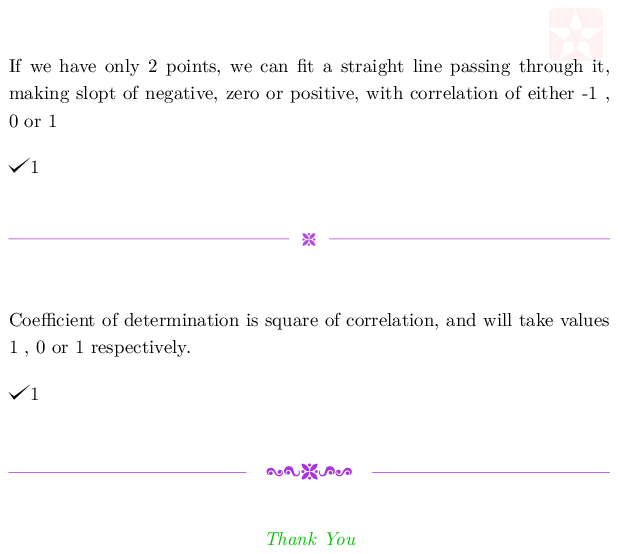 If we have only 2 points, we can fit a straight line passing through it,
making slopt of negative, zero or positive, with correlation of either -1 ,
0 or 1
✓1
Coefficient of determination is square of correlation, and will take values
1 , 0 or 1 respectively.
✓1
Thank You